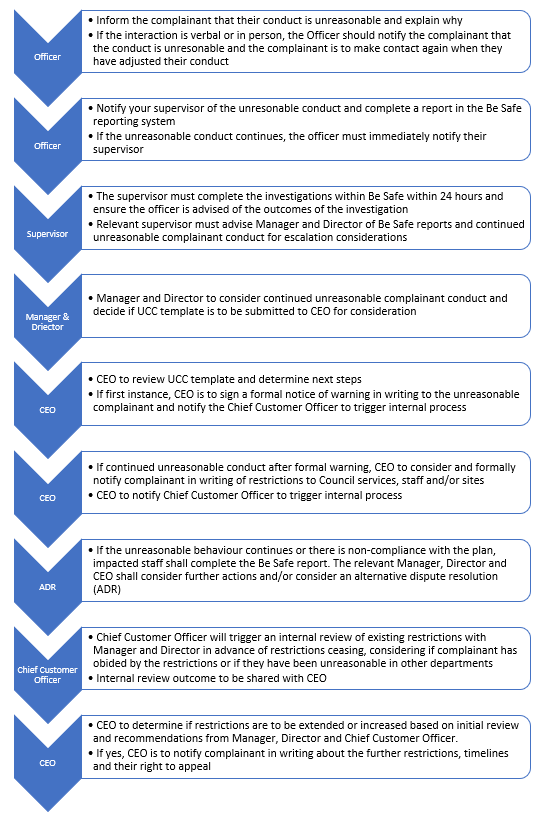 • Inform the complainant that their conduct is unreasonable and explain why
• If the interaction is verbal or in person, the Officer should notify the complainant that
the conduct is unresonable and the complainant is to make contact again when they
have adjusted their conduct
Officer
• Notify your supervisor of the unresonable conduct and complete a report in the Be Safe
reporting system
• If the unreasonable conduct continues, the officer must immediately notify their
supervisor
Officer
• The supervisor must complete the investigations within Be Safe within 24 hours and
ensure the officer is advised of the outcomes of the investigation
• Relevant supervisor must advise Manager and Director of Be Safe reports and continued
unreasonable complainant conduct for escalation considerations
Supervisor
• Manager and Director to consider continued unreasonable complainant conduct and
decide if UCC template is to be submitted to CEO for consideration
Manager &
Driector
• CEO to review UCC template and determine next steps
• If first instance, CEO is to sign a formal notice of warning in writing to the unreasonable
complainant and notify the Chief Customer Officer to trigger internal process
CEO
• If continued unreasonable conduct after formal warning, CEO to consider and formally
notify complainant in writing of restrictions to Council services, staff and/or sites
• CEO to notify Chief Customer Officer to trigger internal process
CEO
• If the unreasonable behaviour continues or there is non-compliance with the plan,
impacted staff shall complete the Be Safe report. The relevant Manager, Director and
CEO shall consider further actions and/or consider an alternative dispute resolution
(ADR)
ADR
• Chief Customer Officer will trigger an internal review of existing restrictions with
Manager and Director in advance of restrictions ceasing, considering if complainant has
obided by the restrictions or if they have been unreasonable in other departments
• Internal review outcome to be shared with CEO
Chief Customer
Officer
• CEO to determine if restrictions are to be extended or increased based on initial review
and recommendations from Manager, Director and Chief Customer Officer.
• If yes, CEO is to notify complainant in writing about the further restrictions, timelines
and their right to appeal
CEO